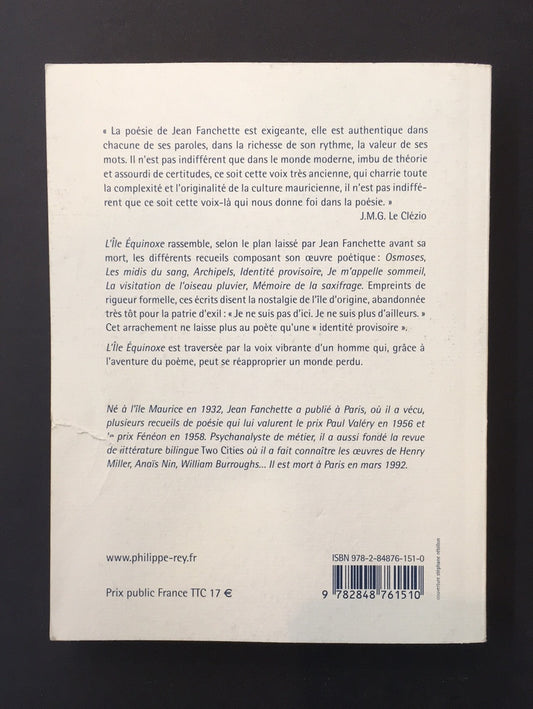 « La poésie de Jean Fanchette est exigeante, elle est authentique dans
chacune de ses paroles, dans la richesse de son rythme, la valeur de ses
mots. Il n'est pas indifférent que dans le monde moderne, imbu de théorie
et assourdi de certitudes, ce soit cette voix très ancienne, qui charrie toute
la complexité et l'originalité de la culture mauricienne, il n'est pas indiffé-
rent que ce soit cette voix-là qui nous donne foi dans la poésie. »
J.M.G. Le Clézio
L'Île Équinoxe rassemble, selon le plan laissé par Jean Fanchette avant sa
mort, les différents recueils composant son œuvre poétique : Osmoses,
Les midis du sang, Archipels, Identité provisoire, Je m'appelle sommeil,
La visitation de l'oiseau pluvier, Mémoire de la saxifrage. Empreints de
rigueur formelle, ces écrits disent la nostalgie de l'île d'origine, abandonnée
très tôt pour la patrie d'exil : « Je ne suis pas d'ici. Je ne suis plus d'ailleurs. »
Cet arrachement ne laisse plus au poète qu'une « identité provisoire ».
L'Île Équinoxe est traversée par la voix vibrante d'un homme qui, grâce à
l'aventure du poème, peut se réapproprier un monde perdu.
Né à l'île Maurice en 1932, Jean Fanchette a publié à Paris, où il a vécu,
plusieurs recueils de poésie qui lui valurent le prix Paul Valéry en 1956 et
le prix Fénéon en 1958. Psychanalyste de métier, il a aussi fondé la revue
de littérature bilingue Two Cities où il a fait connaître les œuvres de Henry
Miller, Anaïs Nin, William Burroughs... Il est mort à Paris en mars 1992.
www.philippe-rey.fr
ISBN 978-2-84876-151-0
Prix public France TTC 17 €
9 782848 761510
couverture stéphane rébillon